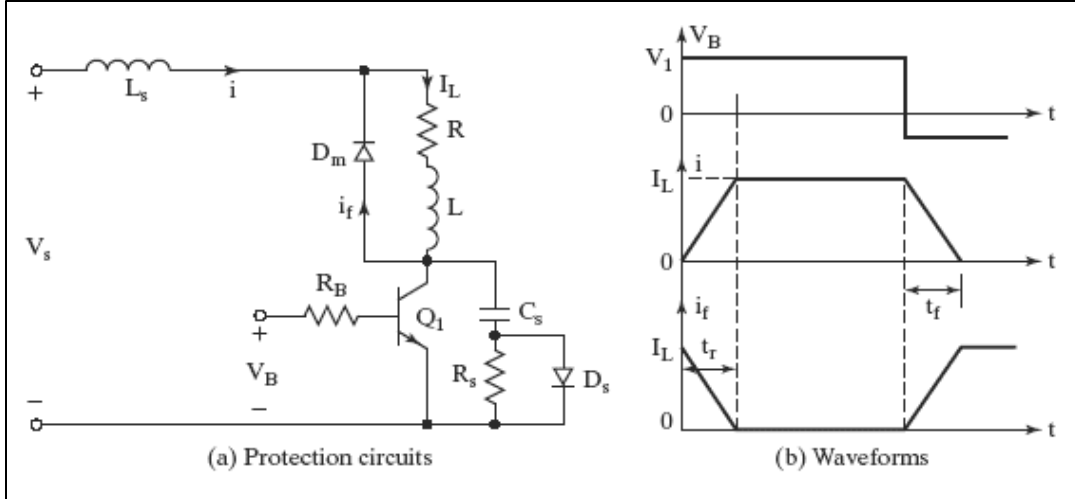 L_s
i
+
I_L
R
D_m
i_f
L
V_s
R_B
+
Q_1
C_s
V_B
R_s
D_s
−
−
(a) Protection circuits
V_B
V_1
0
t
i
I_L
0
t
t_f
i_f
I_L
t_r
0
t
(b) Waveforms